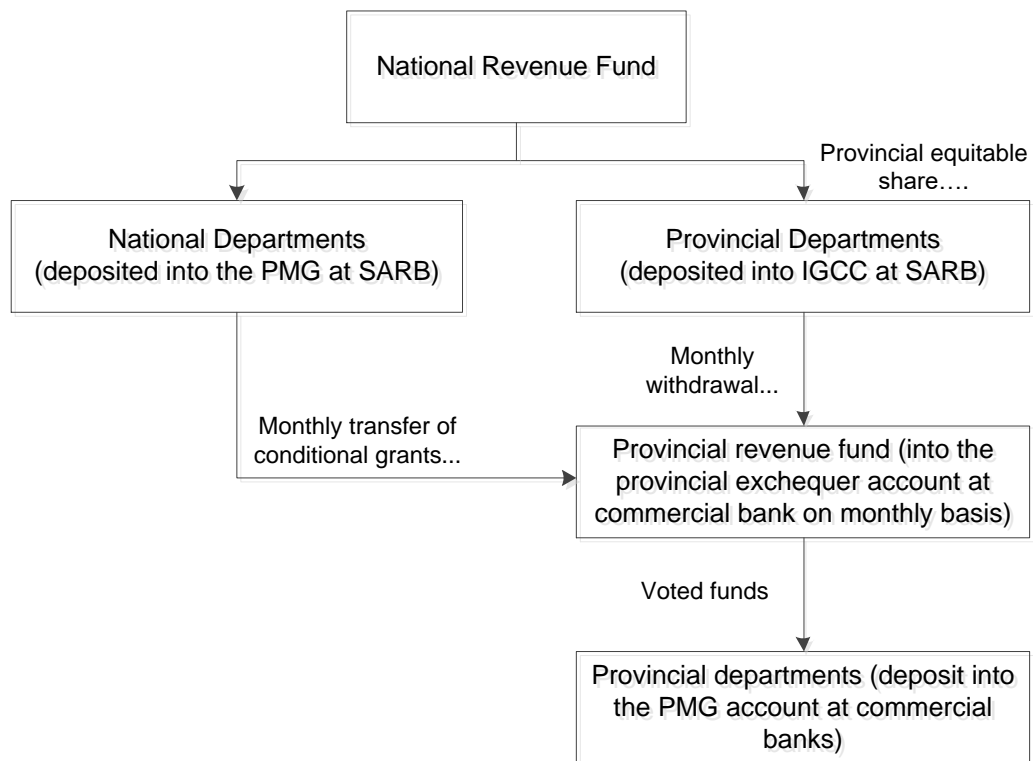 National Revenue Fund
Provincial equitable
share….
National Departments
(deposited into the PMG at SARB)
Provincial Departments
(deposited into IGCC at SARB)
Monthly
withdrawal...
Monthly transfer of
conditional grants...
Provincial revenue fund (into the
provincial exchequer account at
commercial bank on monthly basis)
Voted funds
Provincial departments (deposit into
the PMG account at commercial
banks)